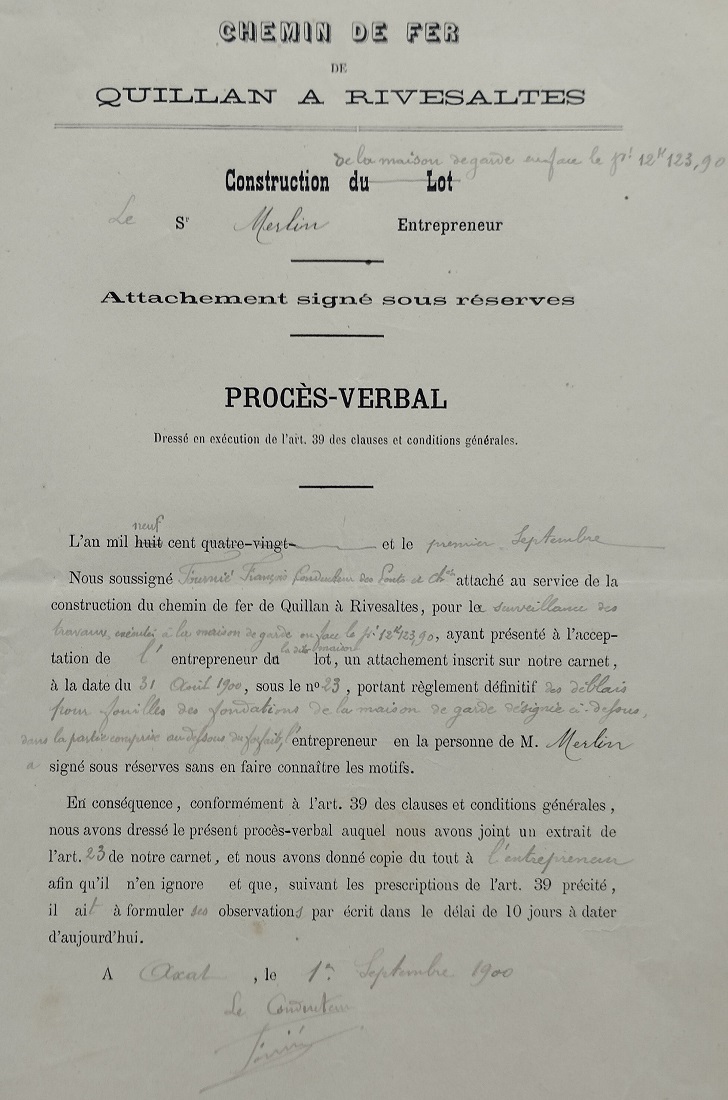 CHEMIN DE FER
DE
QUILLAN A RIVESALTES
de la maison de garde en face le pt 12K123,90
Construction du Lot
Le Sr Merlin Entrepreneur
Attachement signé sous réserves
PROCÈS-VERBAL
Dressé en exécution de l'art. 39 des clauses et conditions générales.
neuf
L'an mil huit cent quatre-vingt- et le premier Septembre
Nous soussigné François Conducteur des Ponts et Chées attaché au service de la
construction du chemin de fer de Quillan à Rivesaltes, pour la surveillance des
travaux exécutés à la maison de garde en face le pt 12K123,90, ayant présenté à l'accep-
la dite maison
tation de l' entrepreneur du lot, un attachement inscrit sur notre carnet,
à la date du 31 Août 1900, sous le no 23, portant règlement définitif des déblais
pour fouilles des fondations de la maison de garde désignée ci-dessus,
dans la partie comprise au dessous du forfait, l'entrepreneur en la personne de M. Merlin
a signé sous réserves sans en faire connaître les motifs.
En conséquence, conformément à l'art. 39 des clauses et conditions générales,
nous avons dressé le présent procès-verbal auquel nous avons joint un extrait de
l'art. 23 de notre carnet, et nous avons donné copie du tout à l'entrepreneur
afin qu'il n'en ignore et que, suivant les prescriptions de l'art. 39 précité,
il ait à formuler ses observations par écrit dans le délai de 10 jours à dater
d'aujourd'hui.
A Axat, le 1er Septembre 1900
Le Conducteur